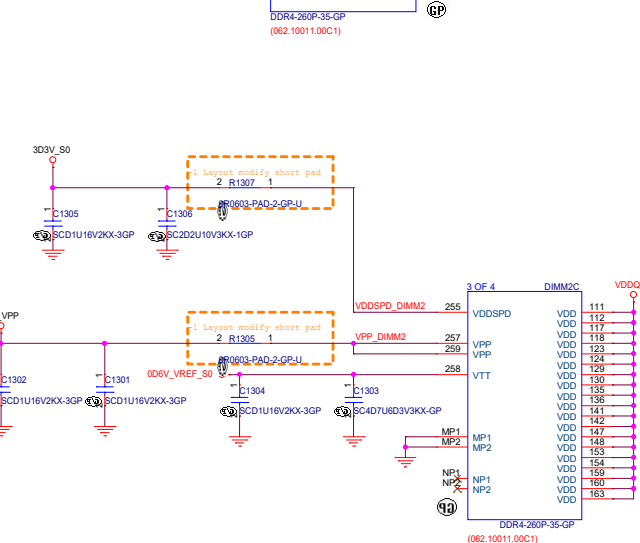 DDR4-260P-35-GP
(062.10011.00C1)
GP
3D3V_S0
-1 Layout modify short pad
2 R1307 1
0R0603-PAD-2-GP-U
C1305
1
SCD1U16V2KX-3GP
C1306
1
SC2D2U10V3KX-1GP
3 OF 4
DIMM2C
VDDQ
VDDSPD_DIMM2
255
VDDSPD
VDD 111
VDD 112
VDD 117
VDD 118
VDD 123
VDD 124
VDD 129
VDD 130
VDD 135
VDD 136
VDD 141
VDD 142
VDD 147
VDD 148
VDD 153
VDD 154
VDD 159
VDD 160
VDD 163
VPP
-1 Layout modify short pad
2 R1305 1
VPP_DIMM2
257
VPP
259
VPP
0R0603-PAD-2-GP-U
0D6V_VREF_S0
258
VTT
C1302
SCD1U16V2KX-3GP
C1301
1
SCD1U16V2KX-3GP
C1304
1
SCD1U16V2KX-3GP
C1303
1
SC4D7U6D3V3KX-GP
MP1
MP1
MP2
MP2
NP1
NP1
NP2
NP2
GP
DDR4-260P-35-GP
(062.10011.00C1)